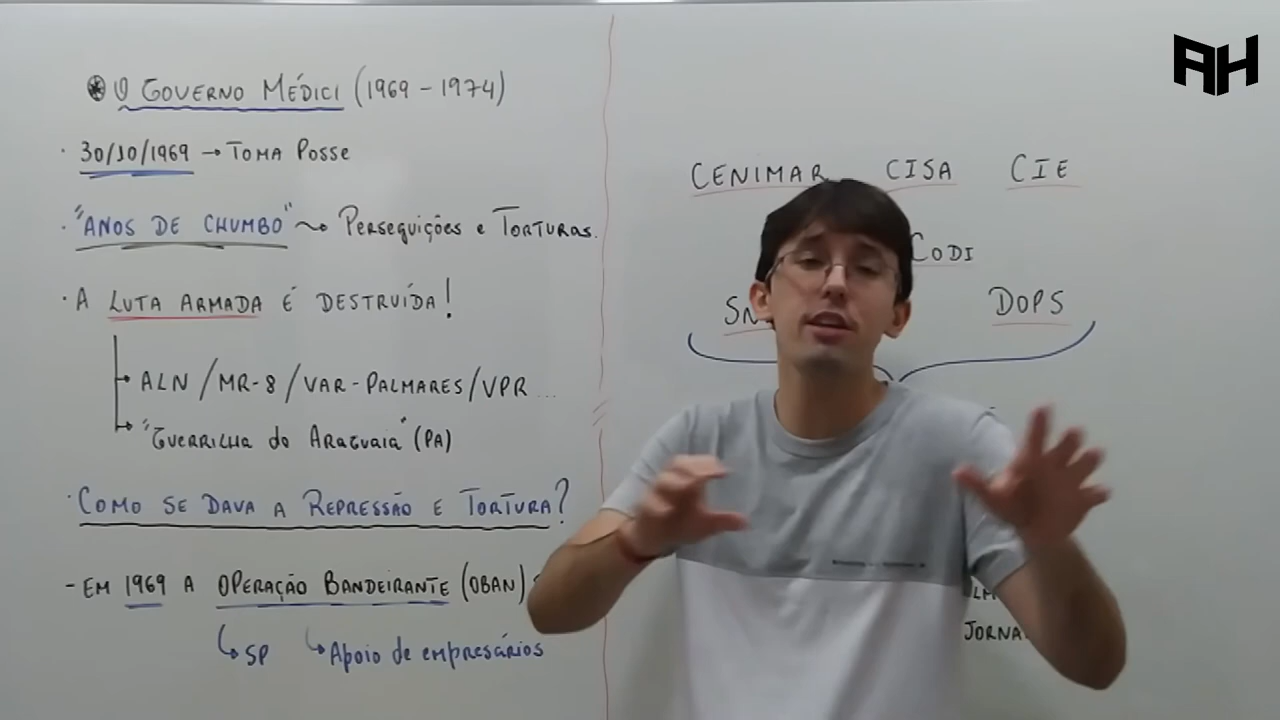 O GOVERNO MÉDICI (1969 - 1974)
· 30/10/1969 → TOMA POSSE
· "ANOS DE CHUMBO" ~> PERSEGUIÇÕES E TORTURAS.
· A LUTA ARMADA É DESTRUÍDA!
→ ALN / MR-8 / VAR-PALMARES / VPR ...
→ "GUERRILHA DO ARAGUAIA" (PA)
· COMO SE DAVA A REPRESSÃO E TORTURA?
- EM 1969 A OPERAÇÃO BANDEIRANTE (OBAN)
↳ SP ↳ Apoio de empresários
AH
CENIMAR CISA CIE
CODI
DOPS